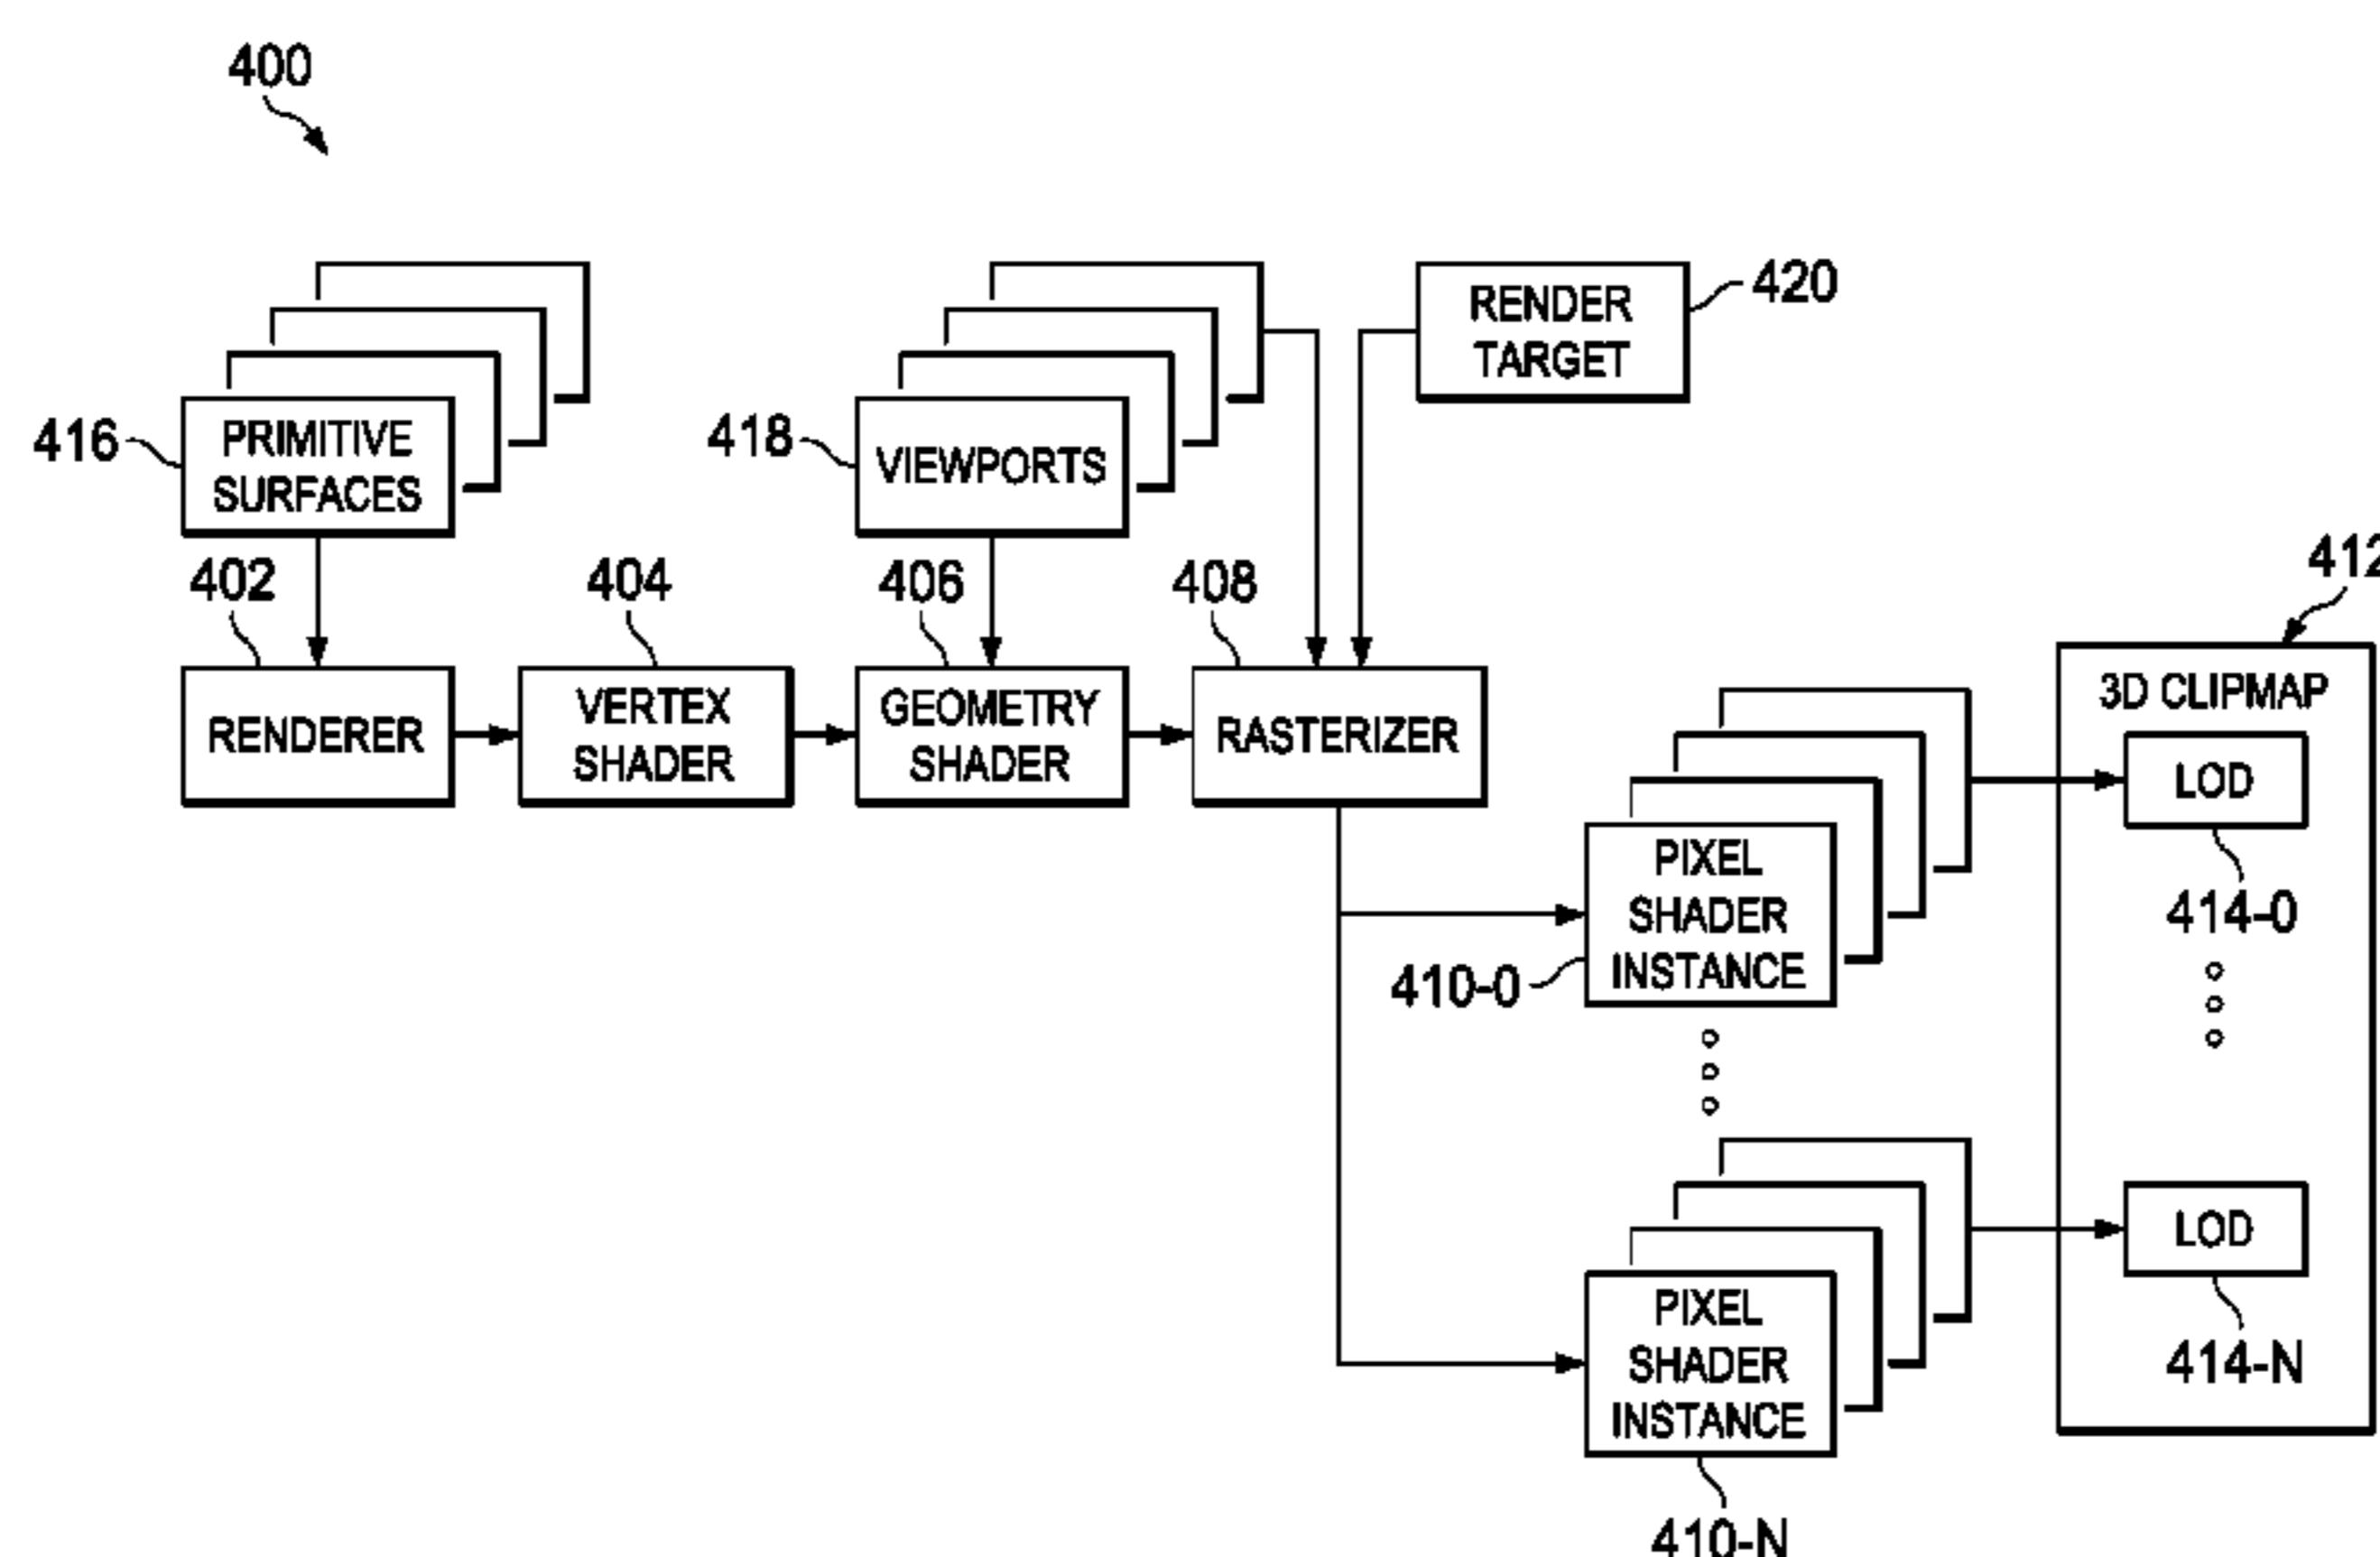 400
420
RENDER
TARGET
416
PRIMITIVE
SURFACES
418
VIEWPORTS
402
404
406
408
412
RENDERER
VERTEX
SHADER
GEOMETRY
SHADER
RASTERIZER
3D CLIPMAP
LOD
414-0
PIXEL
SHADER
INSTANCE
410-0
LOD
414-N
PIXEL
SHADER
INSTANCE
410-N